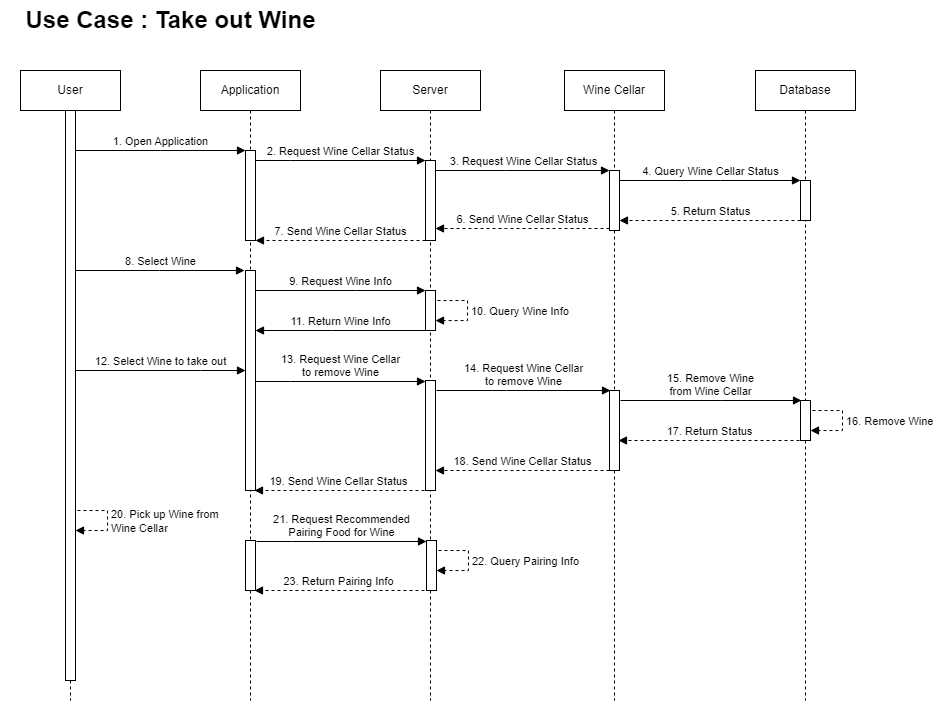 Use Case : Take out Wine
User
Application
Server
Wine Cellar
Database
1. Open Application
2. Request Wine Cellar Status
3. Request Wine Cellar Status
4. Query Wine Cellar Status
5. Return Status
6. Send Wine Cellar Status
7. Send Wine Cellar Status
8. Select Wine
9. Request Wine Info
10. Query Wine Info
11. Return Wine Info
12. Select Wine to take out
13. Request Wine Cellar
to remove Wine
14. Request Wine Cellar
to remove Wine
15. Remove Wine
from Wine Cellar
16. Remove Wine
17. Return Status
18. Send Wine Cellar Status
19. Send Wine Cellar Status
20. Pick up Wine from
Wine Cellar
21. Request Recommended
Pairing Food for Wine
22. Query Pairing Info
23. Return Pairing Info